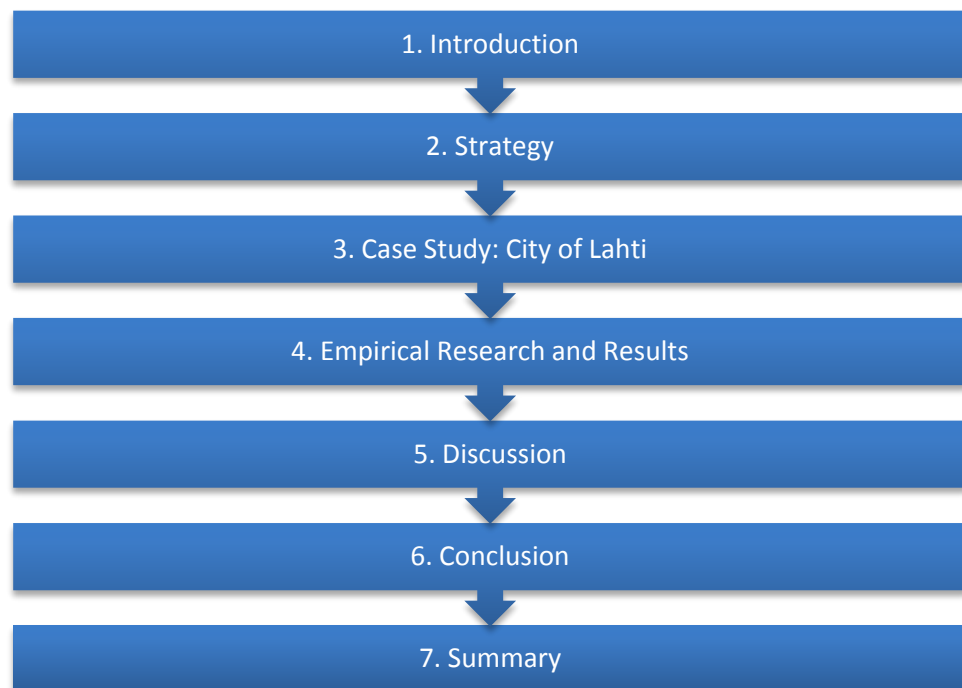 1. Introduction
2. Strategy
3. Case Study: City of Lahti
4. Empirical Research and Results
5. Discussion
6. Conclusion
7. Summary